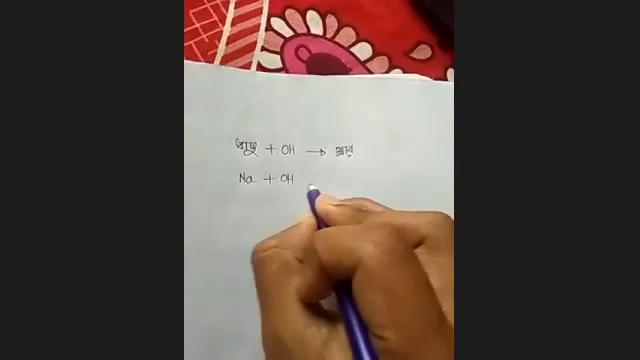 ধাতু + OH → ক্ষার
Na + OH